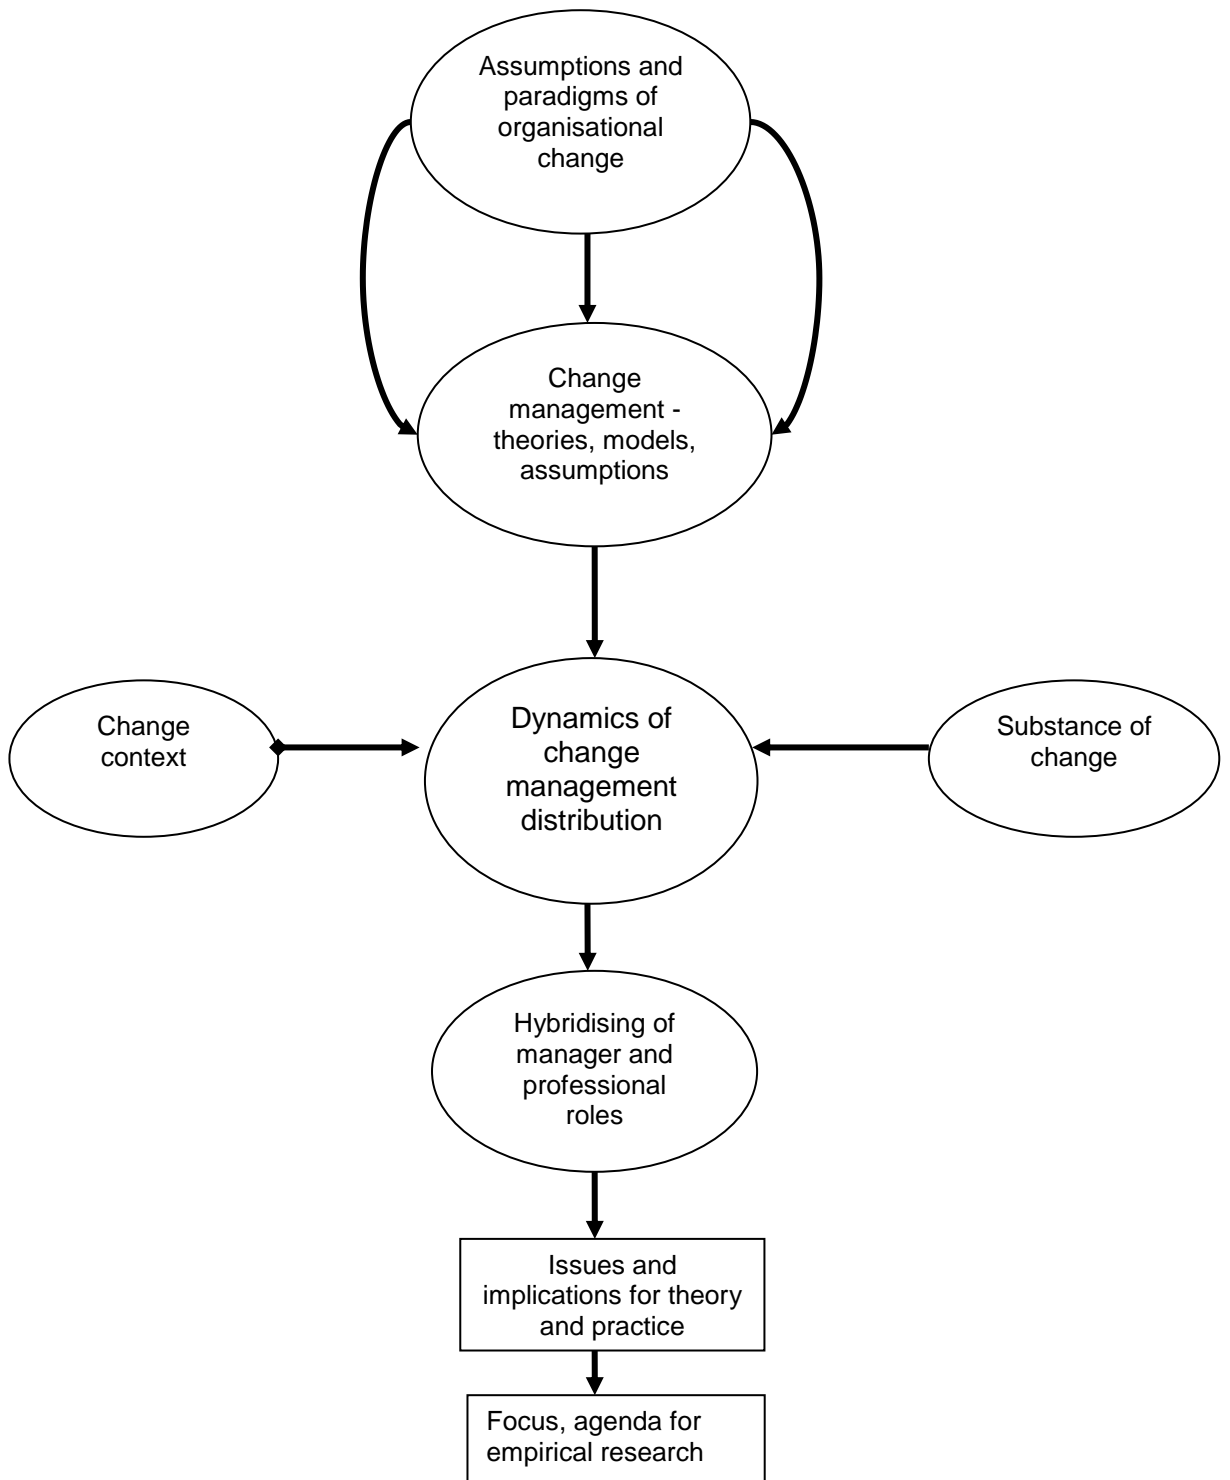 Assumptions and
paradigms of
organisational
change
Change
management -
theories, models,
assumptions
Change
context
Dynamics of
change
management
distribution
Substance of
change
Hybridising of
manager and
professional
roles
Issues and
implications for theory
and practice
Focus, agenda for
empirical research